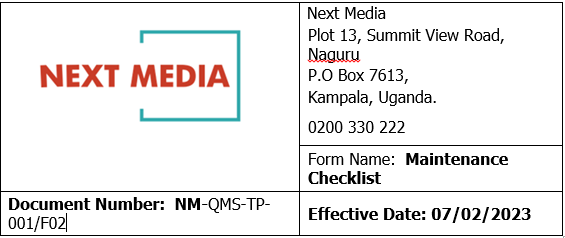 NEXT MEDIA
Next Media
Plot 13, Summit View Road,
Naguru
P.O Box 7613,
Kampala, Uganda.
0200 330 222
Form Name: Maintenance
Checklist
Document Number: NM-QMS-TP-
001/F02
Effective Date: 07/02/2023